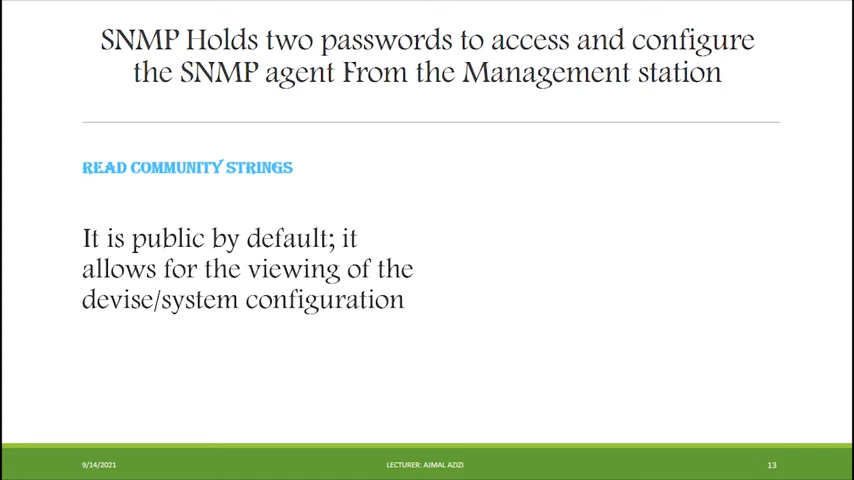 SNMP Holds two passwords to access and configure
the SNMP agent From the Management station
READ COMMUNITY STRINGS
It is public by default; it
allows for the viewing of the
devise/system configuration
9/14/2021
LECTURER: AJMAL AZIZI
13